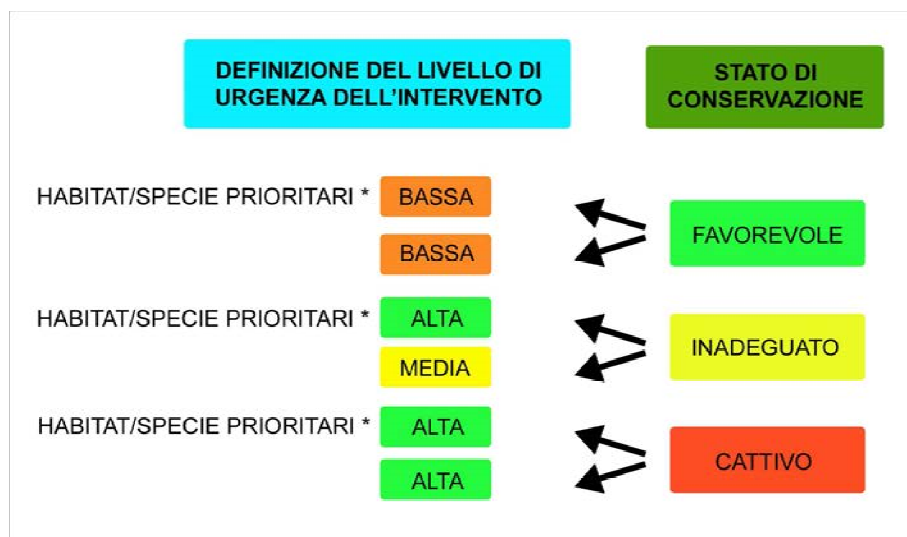 DEFINIZIONE DEL LIVELLO DI
URGENZA DELL'INTERVENTO
STATO DI
CONSERVAZIONE
HABITAT/SPECIE PRIORITARI *
BASSA
BASSA
FAVOREVOLE
HABITAT/SPECIE PRIORITARI *
ALTA
MEDIA
INADEGUATO
HABITAT/SPECIE PRIORITARI *
ALTA
ALTA
CATTIVO